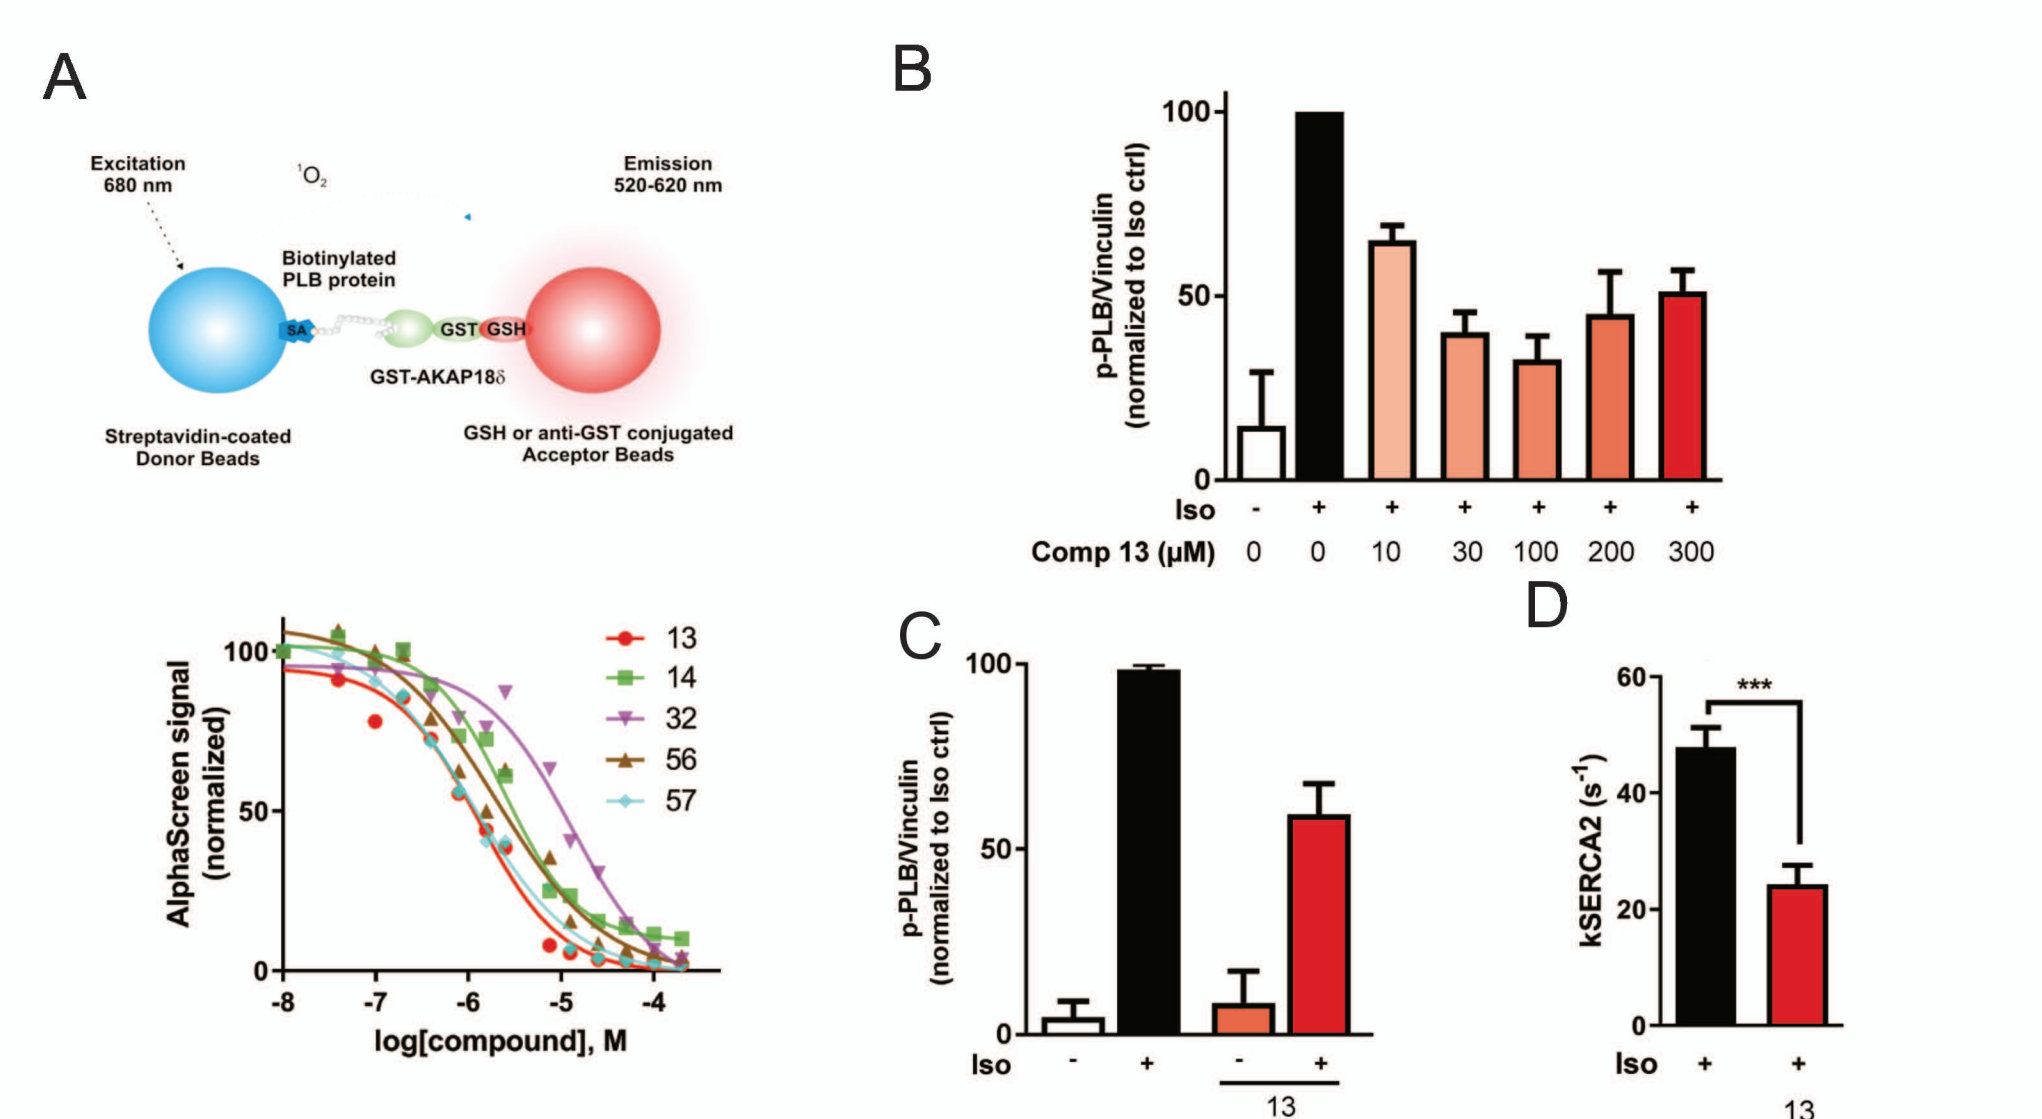 A
Excitation
680 nm
¹O₂
Emission
520-620 nm
Biotinylated
PLB protein
SA
GST
GSH
GST-AKAP18δ
Streptavidin-coated
Donor Beads
GSH or anti-GST conjugated
Acceptor Beads
AlphaScreen signal
(normalized)
100
50
0
-8 -7 -6 -5 -4
log[compound], M
13
14
32
56
57
B
p-PLB/Vinculin
(normalized to Iso ctrl)
100
50
0
Iso - + + + + + +
Comp 13 (µM) 0 0 10 30 100 200 300
C
p-PLB/Vinculin
(normalized to Iso ctrl)
100
50
0
Iso - + - +
13
D
kSERCA2 (s⁻¹)
60
40
20
0
***
Iso + +
13